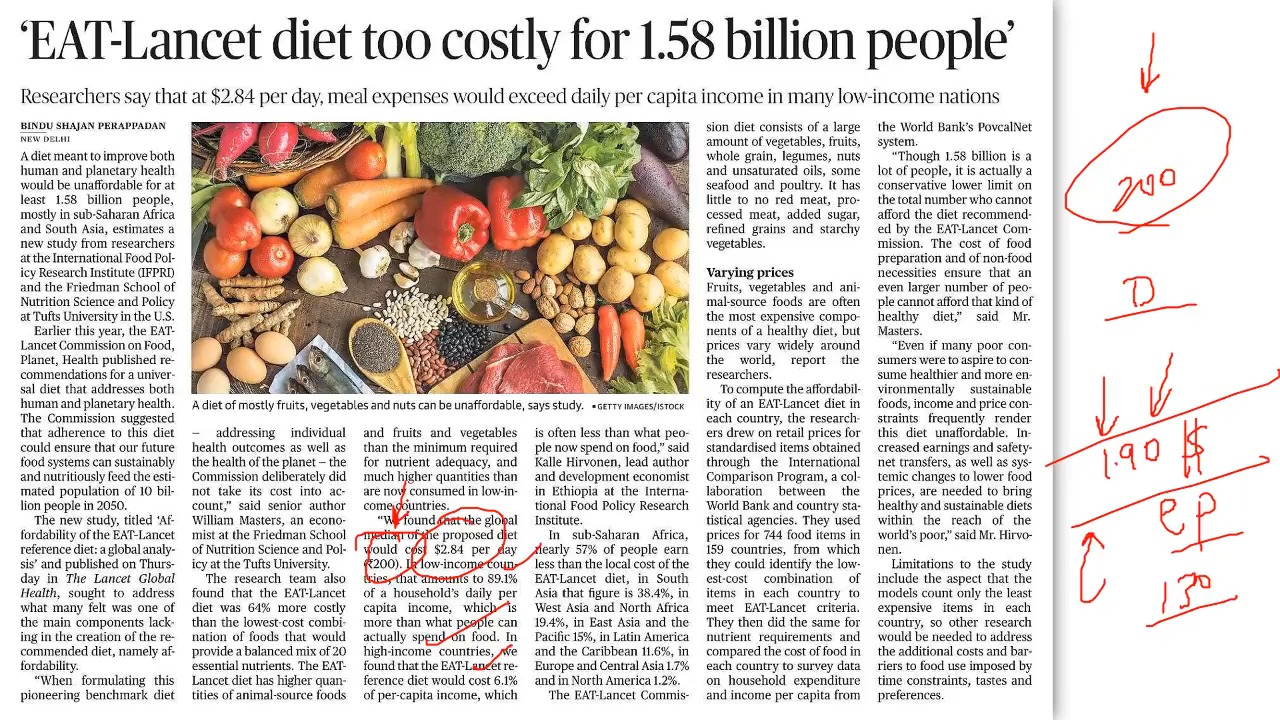 ‘EAT-Lancet diet too costly for 1.58 billion people’
Researchers say that at $2.84 per day, meal expenses would exceed daily per capita income in many low-income nations
BINDU SHAJAN PERAPPADAN
NEW DELHI
A diet meant to improve both
human and planetary health
would be unaffordable for at
least 1.58 billion people,
mostly in sub-Saharan Africa
and South Asia, estimates a
new study from researchers
at the International Food Pol-
icy Research Institute (IFPRI)
and the Friedman School of
Nutrition Science and Policy
at Tufts University in the U.S.
Earlier this year, the EAT-
Lancet Commission on Food,
Planet, Health published re-
commendations for a univer-
sal diet that addresses both
human and planetary health.
The Commission suggested
that adherence to this diet
could ensure that our future
food systems can sustainably
and nutritiously feed the esti-
mated population of 10 bil-
lion people in 2050.
The new study, titled ‘Af-
fordability of the EAT-Lancet
reference diet: a global analy-
sis’ and published on Thurs-
day in The Lancet Global
Health, sought to address
what many felt was one of
the main components lack-
ing in the creation of the re-
commended diet, namely af-
fordability.
“When formulating this
pioneering benchmark diet
A diet of mostly fruits, vegetables and nuts can be unaffordable, says study. ▪GETTY IMAGES/ISTOCK
– addressing individual
health outcomes as well as
the health of the planet – the
Commission deliberately did
not take its cost into ac-
count,” said senior author
William Masters, an econo-
mist at the Friedman School
of Nutrition Science and Pol-
icy at the Tufts University.
The research team also
found that the EAT-Lancet
diet was 64% more costly
than the lowest-cost combi-
nation of foods that would
provide a balanced mix of 20
essential nutrients. The EAT-
Lancet diet has higher quan-
tities of animal-source foods
and fruits and vegetables
than the minimum required
for nutrient adequacy, and
much higher quantities than
are now consumed in low-in-
come countries.
“We found that the global
median of the proposed diet
would cost $2.84 per day
(₹200). In low-income coun-
tries, that amounts to 89.1%
of a household’s daily per
capita income, which is
more than what people can
actually spend on food. In
high-income countries, we
found that the EAT-Lancet re-
ference diet would cost 6.1%
of per-capita income, which
is often less than what peo-
ple now spend on food,” said
Kalle Hirvonen, lead author
and development economist
in Ethiopia at the Interna-
tional Food Policy Research
Institute.
In sub-Saharan Africa,
nearly 57% of people earn
less than the local cost of the
EAT-Lancet diet, in South
Asia that figure is 38.4%, in
West Asia and North Africa
19.4%, in East Asia and the
Pacific 15%, in Latin America
and the Caribbean 11.6%, in
Europe and Central Asia 1.7%
and in North America 1.2%.
The EAT-Lancet Commis-
sion diet consists of a large
amount of vegetables, fruits,
whole grain, legumes, nuts
and unsaturated oils, some
seafood and poultry. It has
little to no red meat, pro-
cessed meat, added sugar,
refined grains and starchy
vegetables.
Varying prices
Fruits, vegetables and ani-
mal-source foods are often
the most expensive compo-
nents of a healthy diet, but
prices vary widely around
the world, report the
researchers.
To compute the affordabil-
ity of an EAT-Lancet diet in
each country, the research-
ers drew on retail prices for
standardised items obtained
through the International
Comparison Program, a col-
laboration between the
World Bank and country sta-
tistical agencies. They used
prices for 744 food items in
159 countries, from which
they could identify the low-
est-cost combination of
items in each country to
meet EAT-Lancet criteria.
They then did the same for
nutrient requirements and
compared the cost of food in
each country to survey data
on household expenditure
and income per capita from
the World Bank’s PovcalNet
system.
“Though 1.58 billion is a
lot of people, it is actually a
conservative lower limit on
the total number who cannot
afford the diet recommend-
ed by the EAT-Lancet Com-
mission. The cost of food
preparation and of non-food
necessities ensure that an
even larger number of peo-
ple cannot afford that kind of
healthy diet,” said Mr.
Masters.
“Even if many poor con-
sumers were to aspire to con-
sume healthier and more en-
vironmentally sustainable
foods, income and price con-
straints frequently render
this diet unaffordable. In-
creased earnings and safety-
net transfers, as well as sys-
temic changes to lower food
prices, are needed to bring
healthy and sustainable diets
within the reach of the
world’s poor,” said Mr. Hirvo-
nen.
Limitations to the study
include the aspect that the
models count only the least
expensive items in each
country, so other research
would be needed to address
the additional costs and bar-
riers to food use imposed by
time constraints, tastes and
preferences.
200
D
1.90 $
ep
130